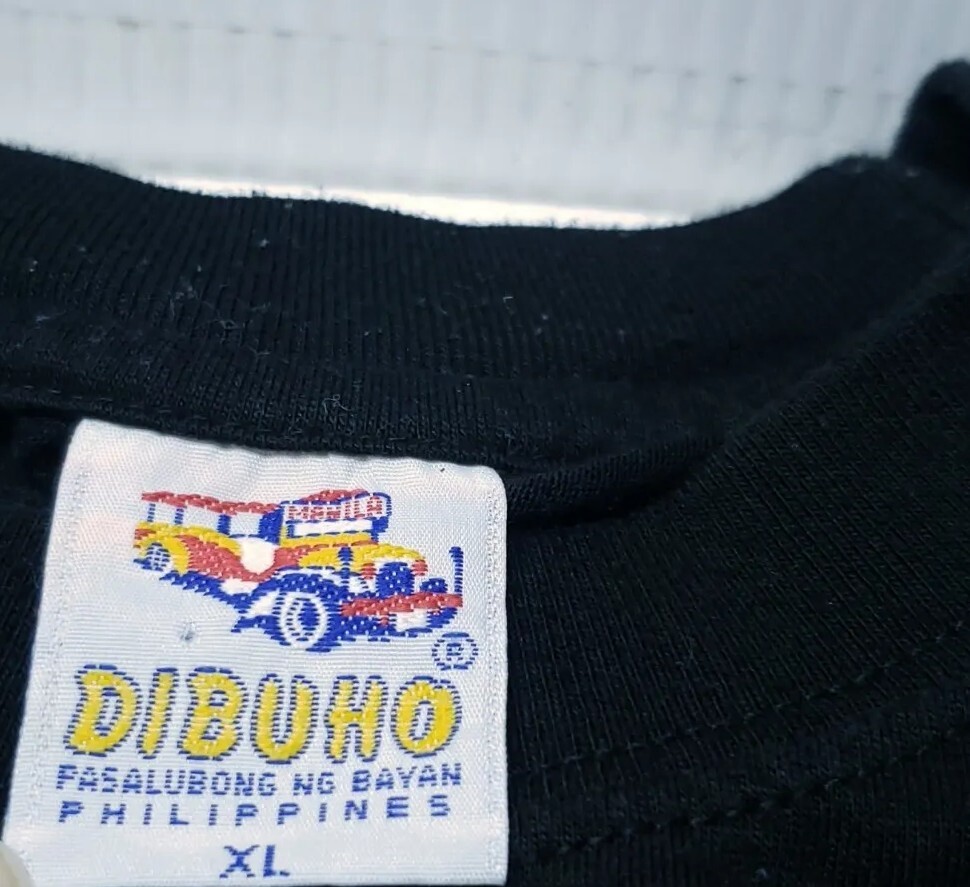 MANILA
®
DIBUHO
PASALUBONG NG BAYAN
PHILIPPINES
XL